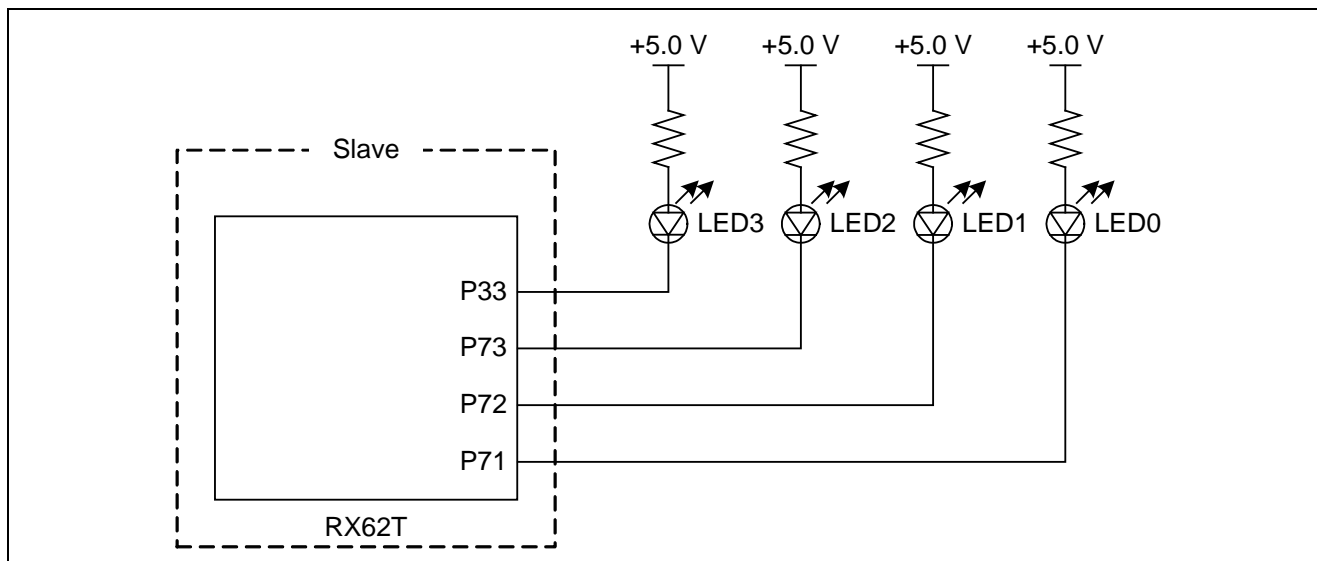 +5.0 V +5.0 V +5.0 V +5.0 V
Slave
LED3 LED2 LED1 LED0
P33
P73
P72
P71
RX62T